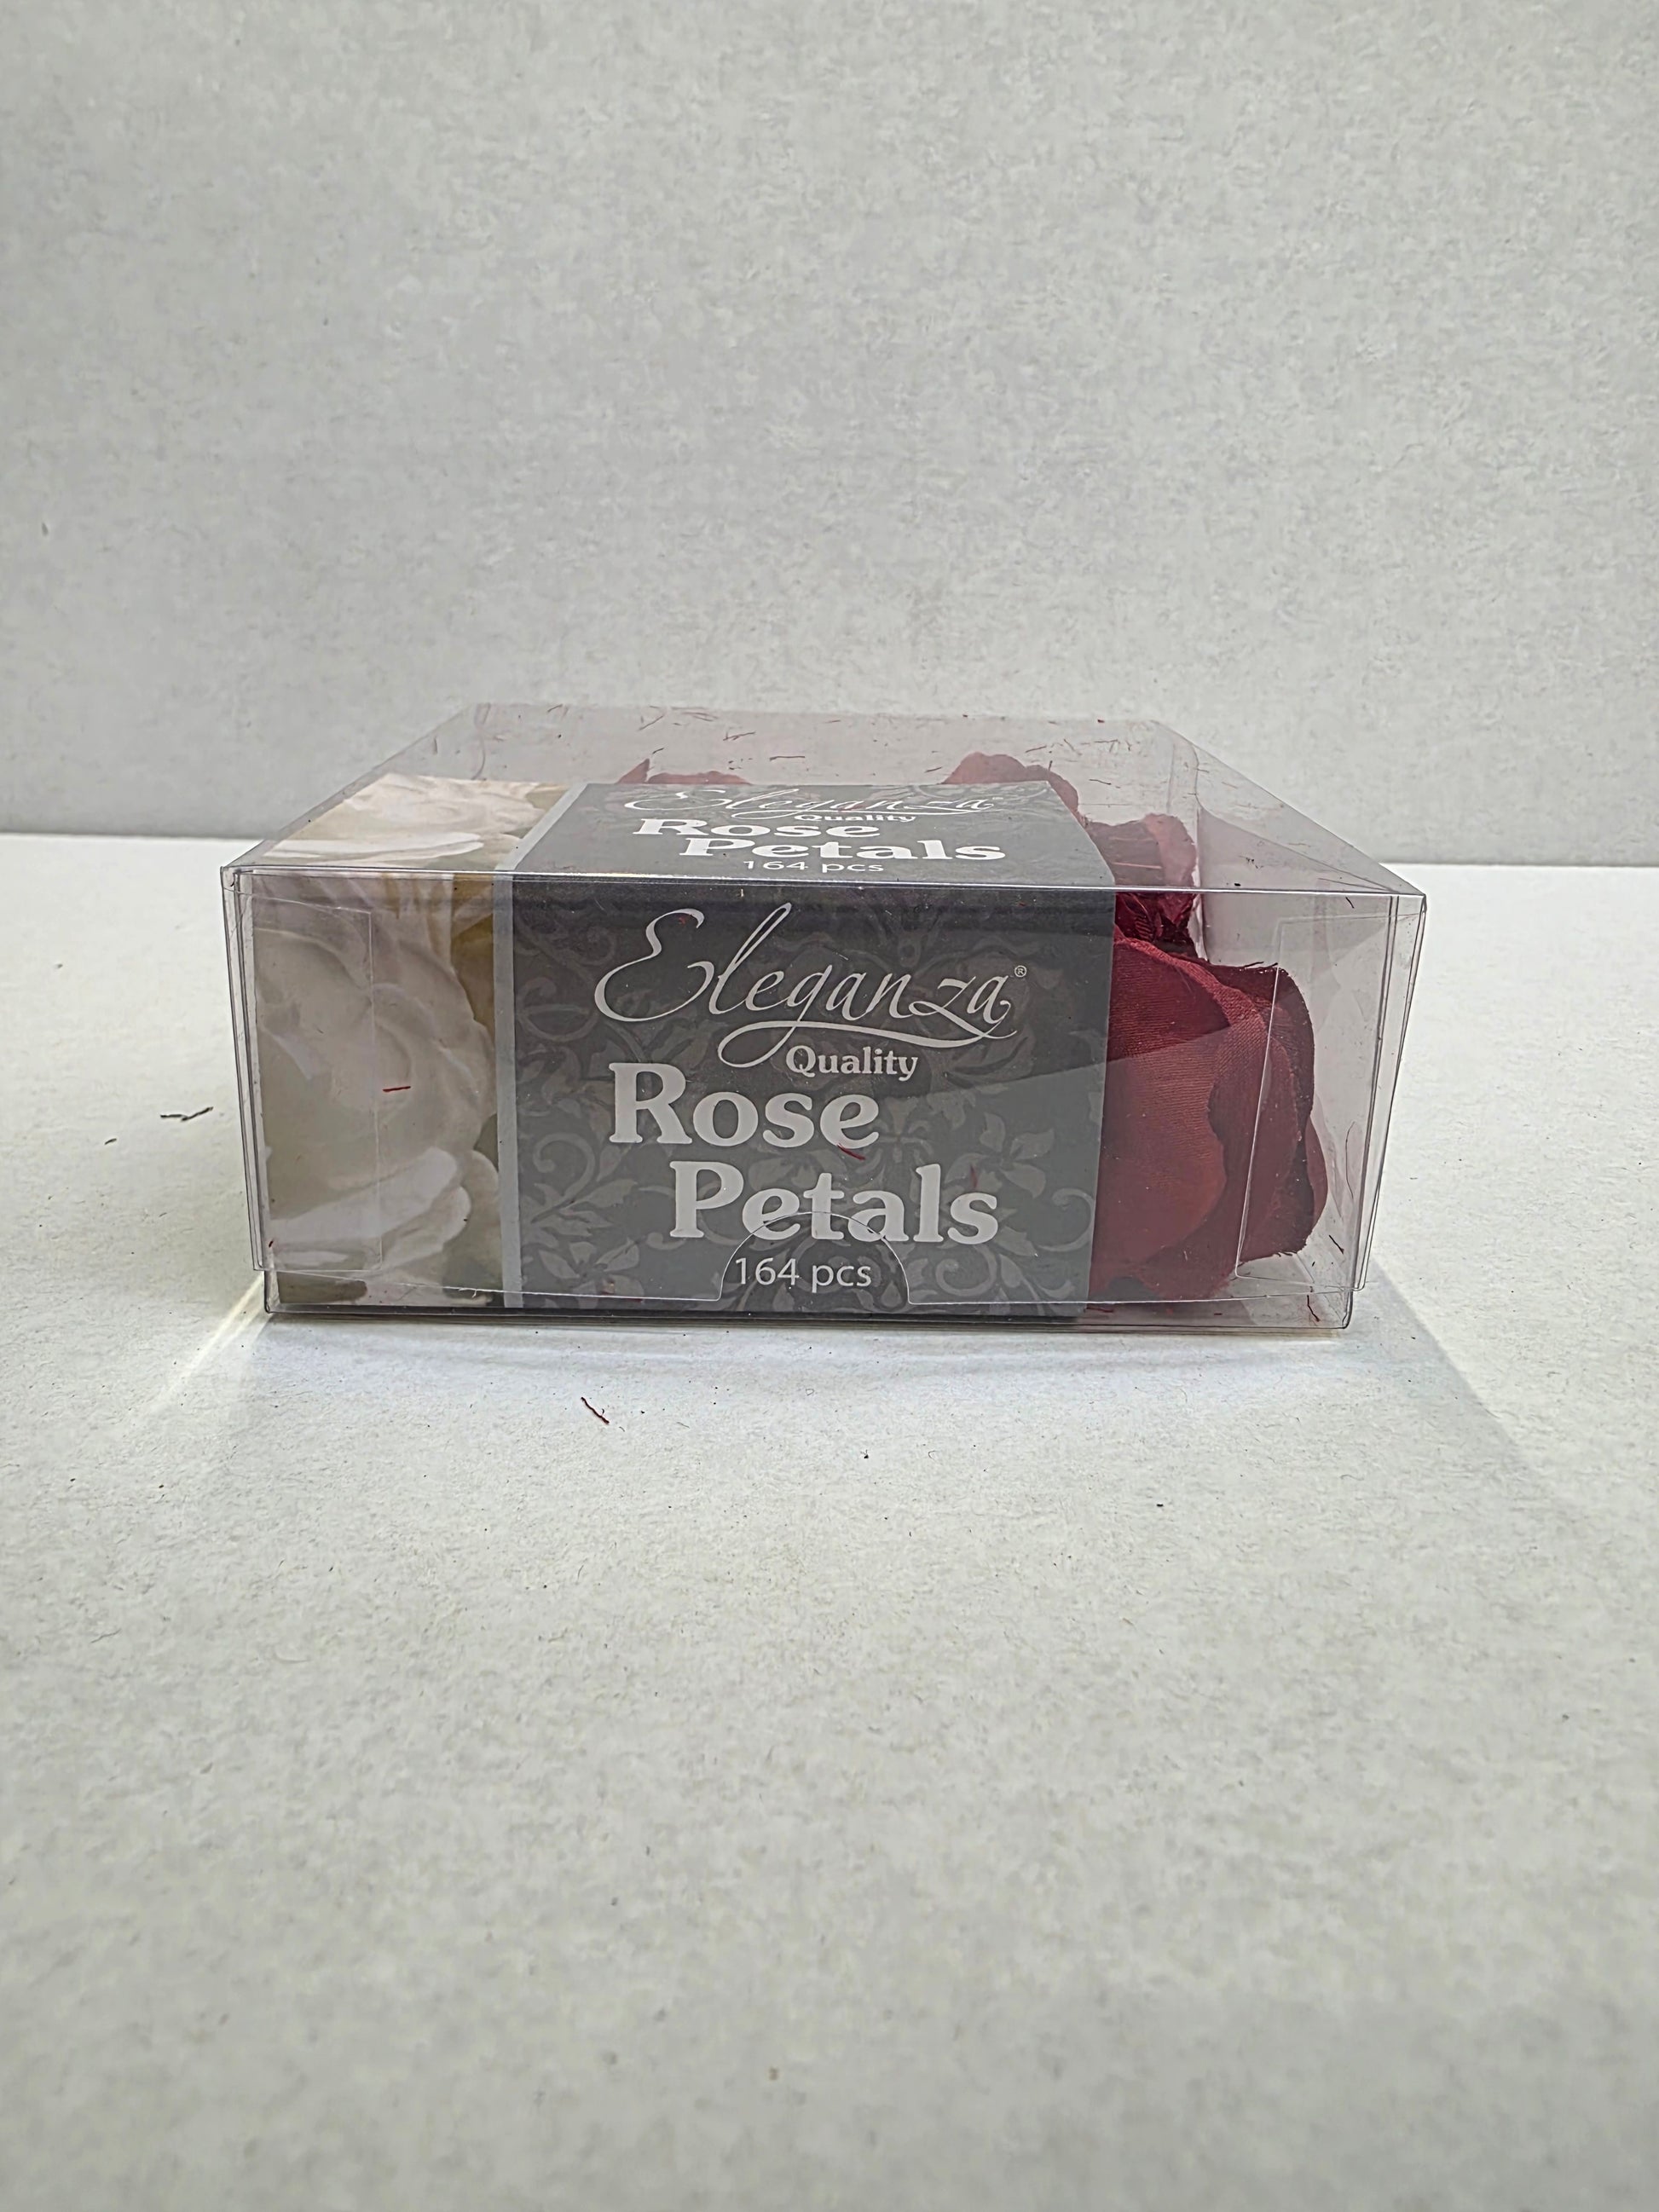 Eleganza®
Quality
Rose
Petals
164 pcs
Eleganza®
Quality
Rose
Petals
164 pcs